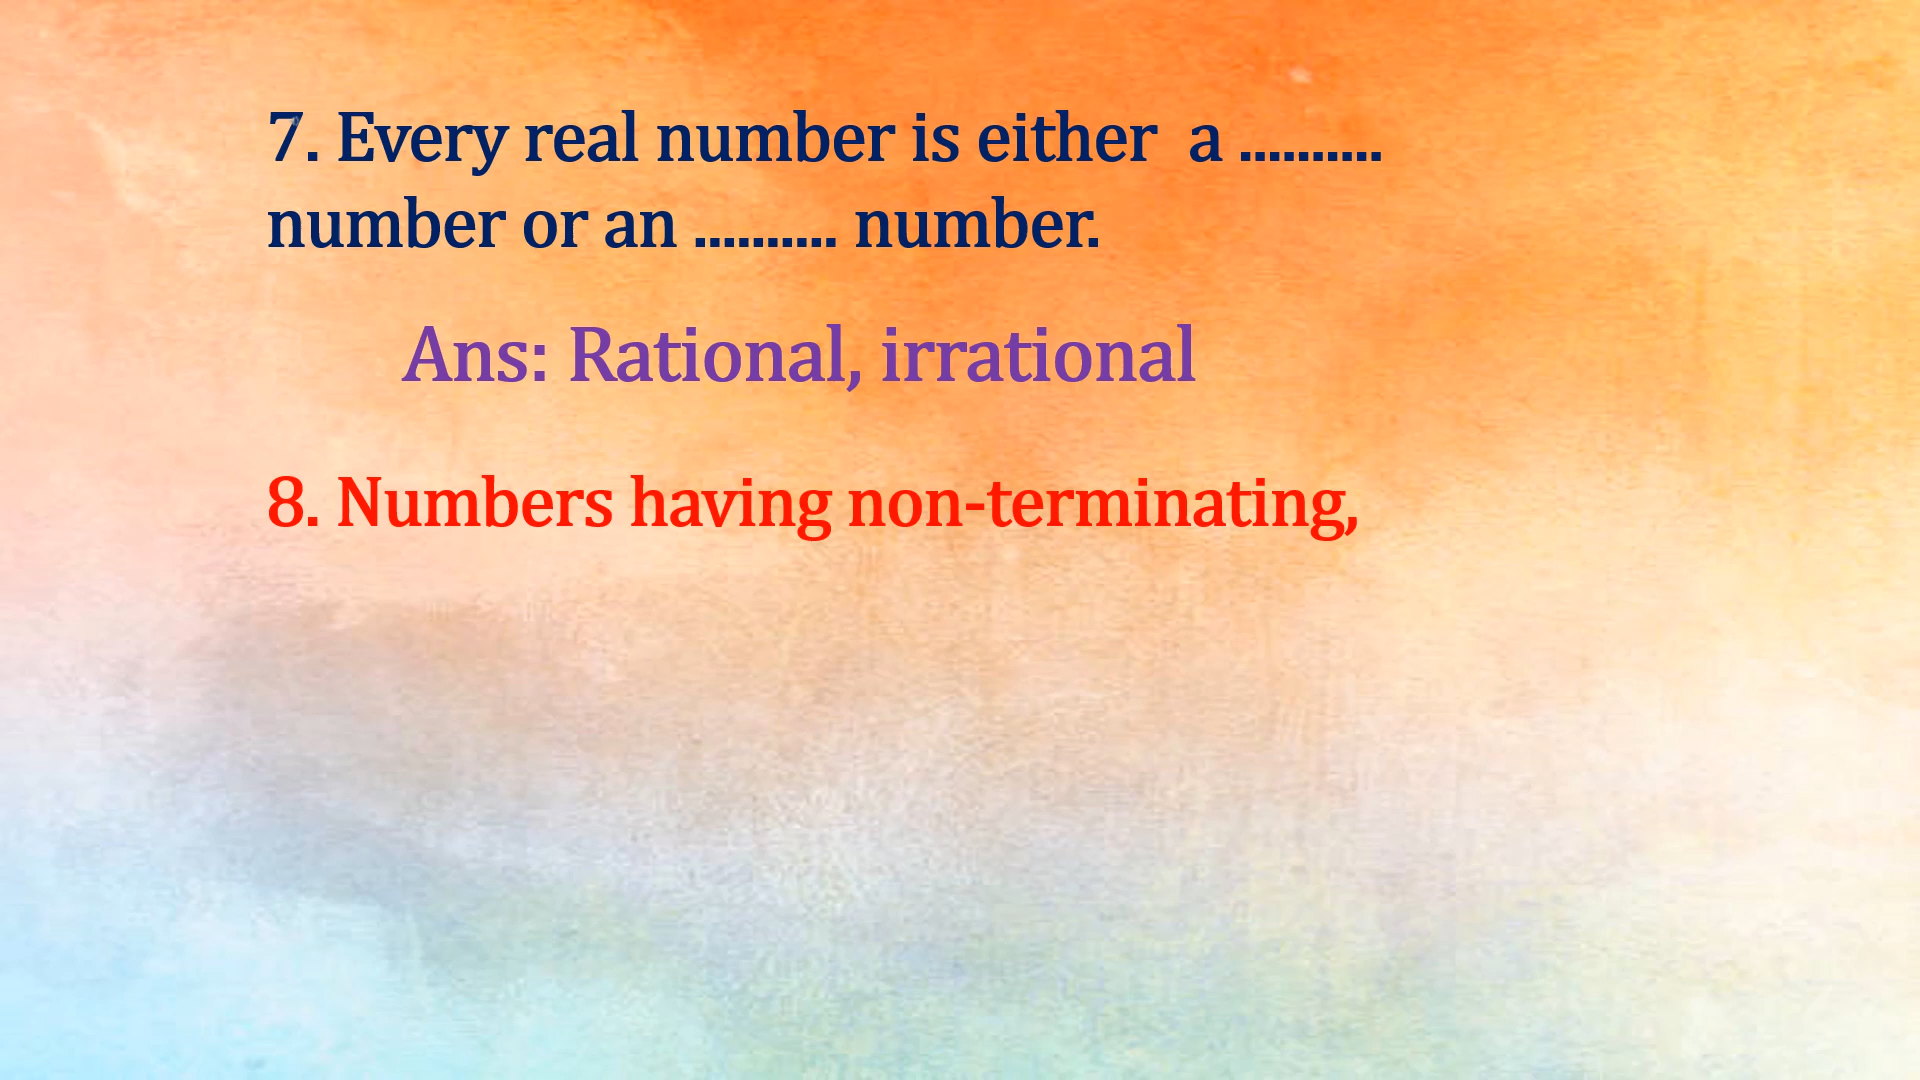 7. Every real number is either  a ..........
number or an .......... number.
Ans: Rational, irrational
8. Numbers having non-terminating,